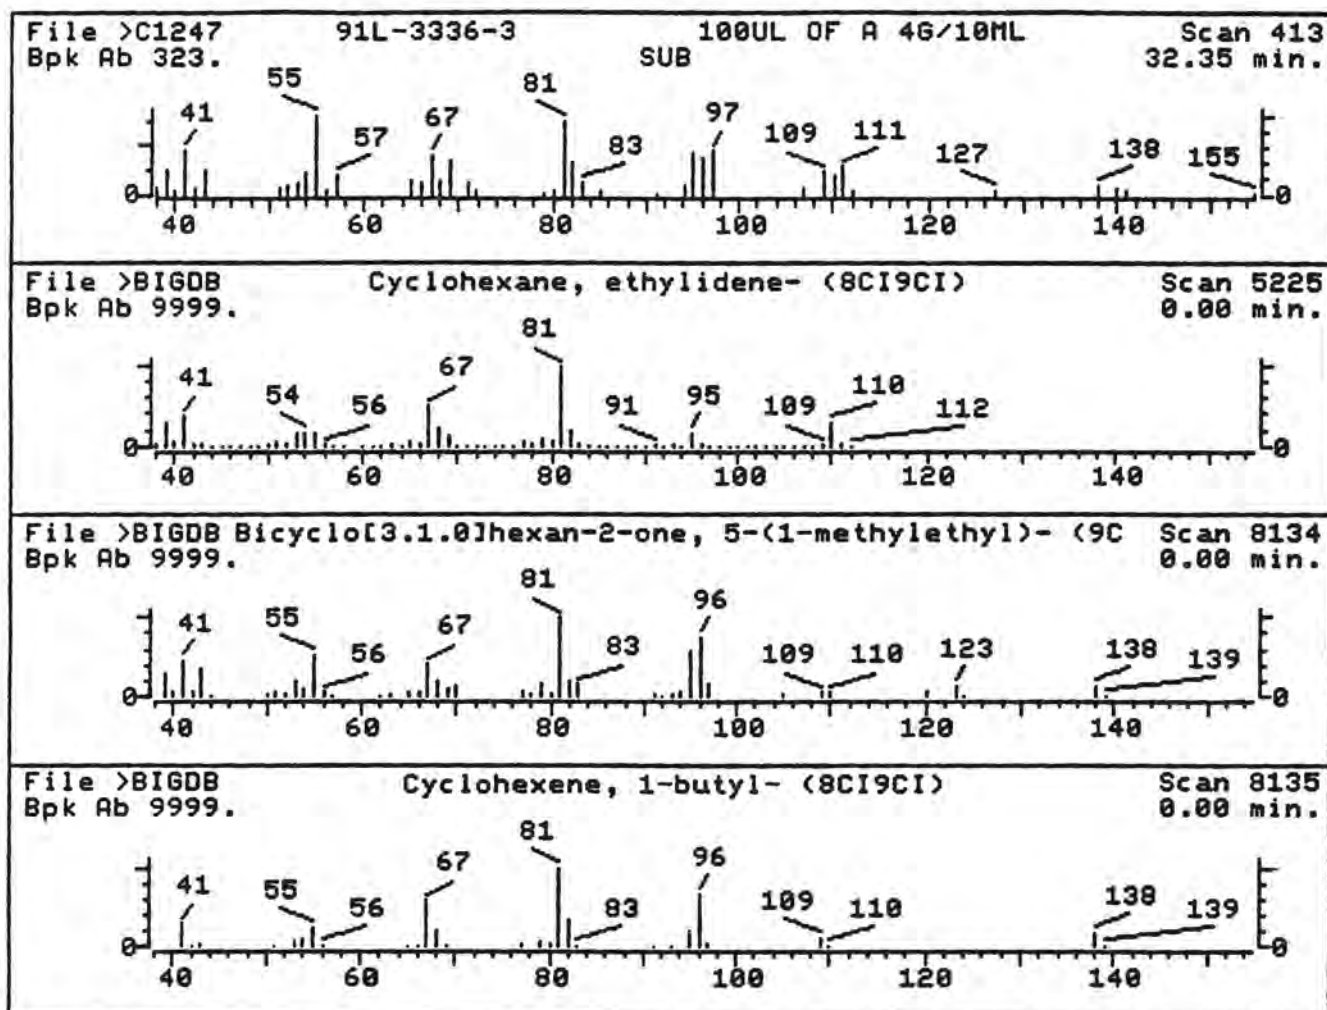 File >C1247 91L-3336-3 100UL OF A 4G/10ML Scan 413
Bpk Ab 323. SUB 32.35 min.
55 81
41 57 67 83 97 109 111 127 138 155
0 0
40 60 80 100 120 140
File >BIGDB Cyclohexane, ethylidene- (8CI9CI) Scan 5225
Bpk Ab 9999. 0.00 min.
81
41 54 56 67 91 95 109 110 112
0 0
40 60 80 100 120 140
File >BIGDB Bicyclo[3.1.0]hexan-2-one, 5-(1-methylethyl)- (9C Scan 8134
Bpk Ab 9999. 0.00 min.
81
41 55 56 67 83 96 109 110 123 138 139
0 0
40 60 80 100 120 140
File >BIGDB Cyclohexene, 1-butyl- (8CI9CI) Scan 8135
Bpk Ab 9999. 0.00 min.
81
41 55 56 67 83 96 109 110 138 139
0 0
40 60 80 100 120 140